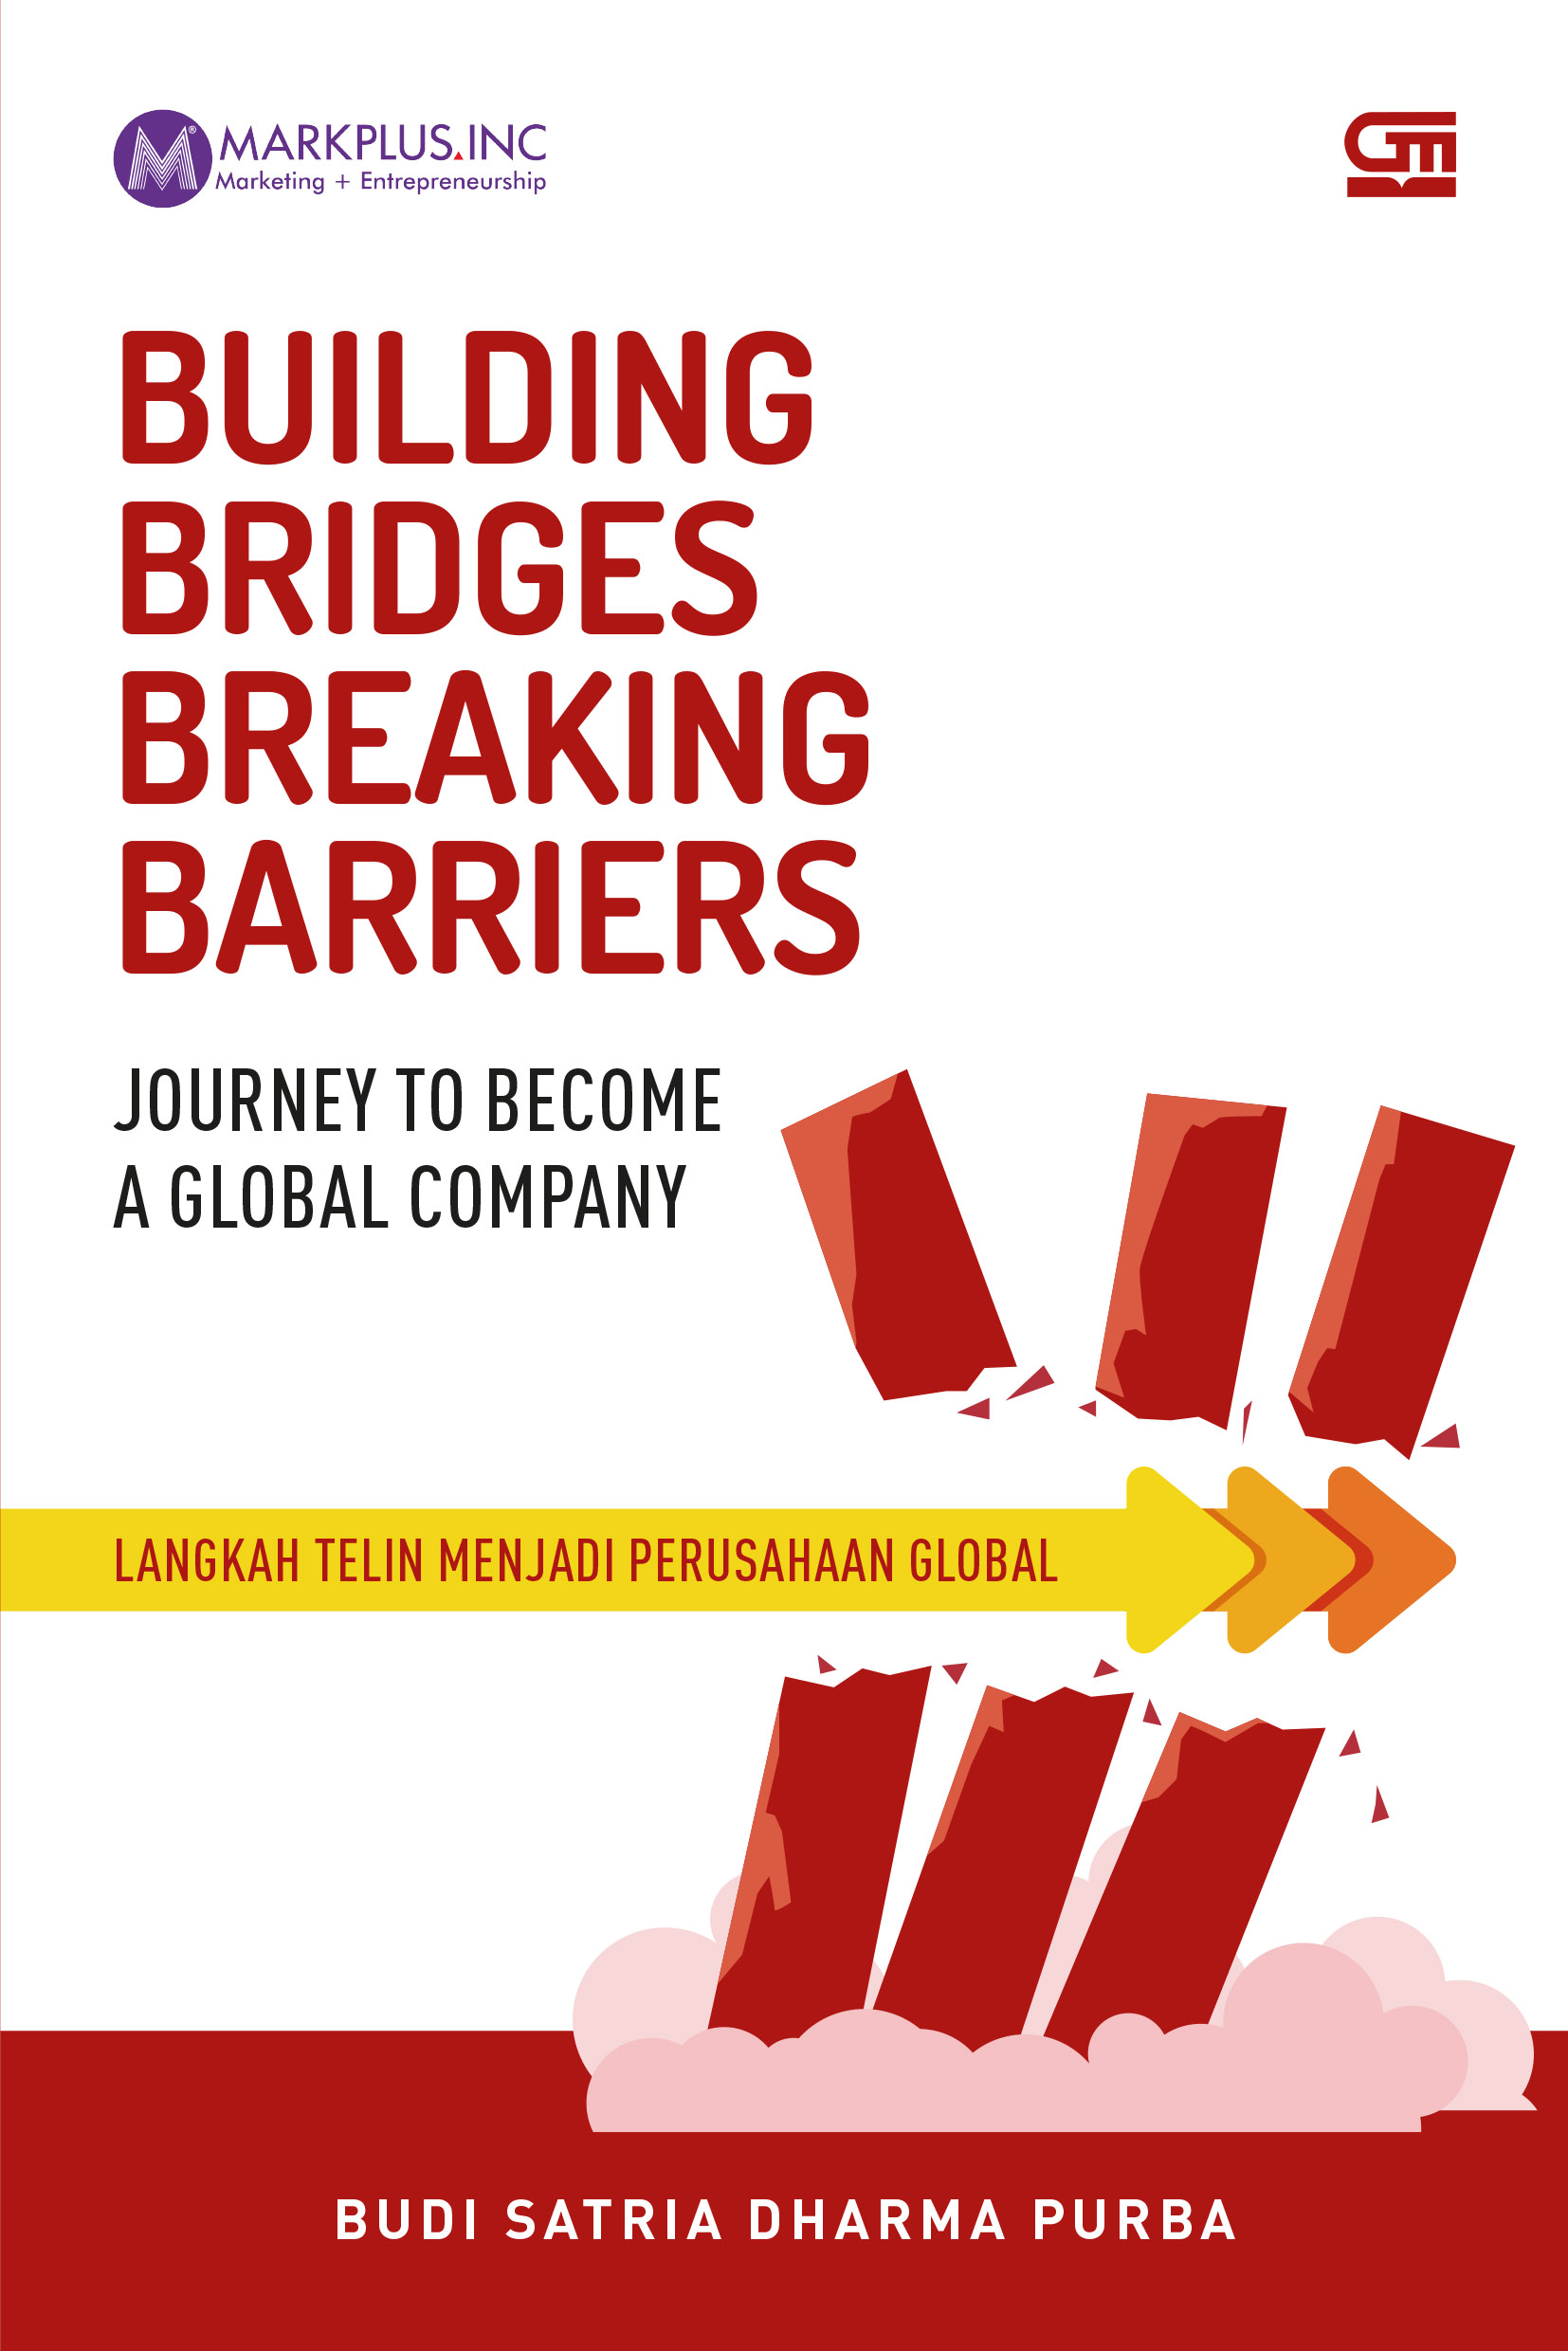 MARKPLUS.INC
Marketing + Entrepreneurship
BUILDING
BRIDGES
BREAKING
BARRIERS
JOURNEY TO BECOME
A GLOBAL COMPANY
LANGKAH TELIN MENJADI PERUSAHAAN GLOBAL
BUDI SATRIA DHARMA PURBA